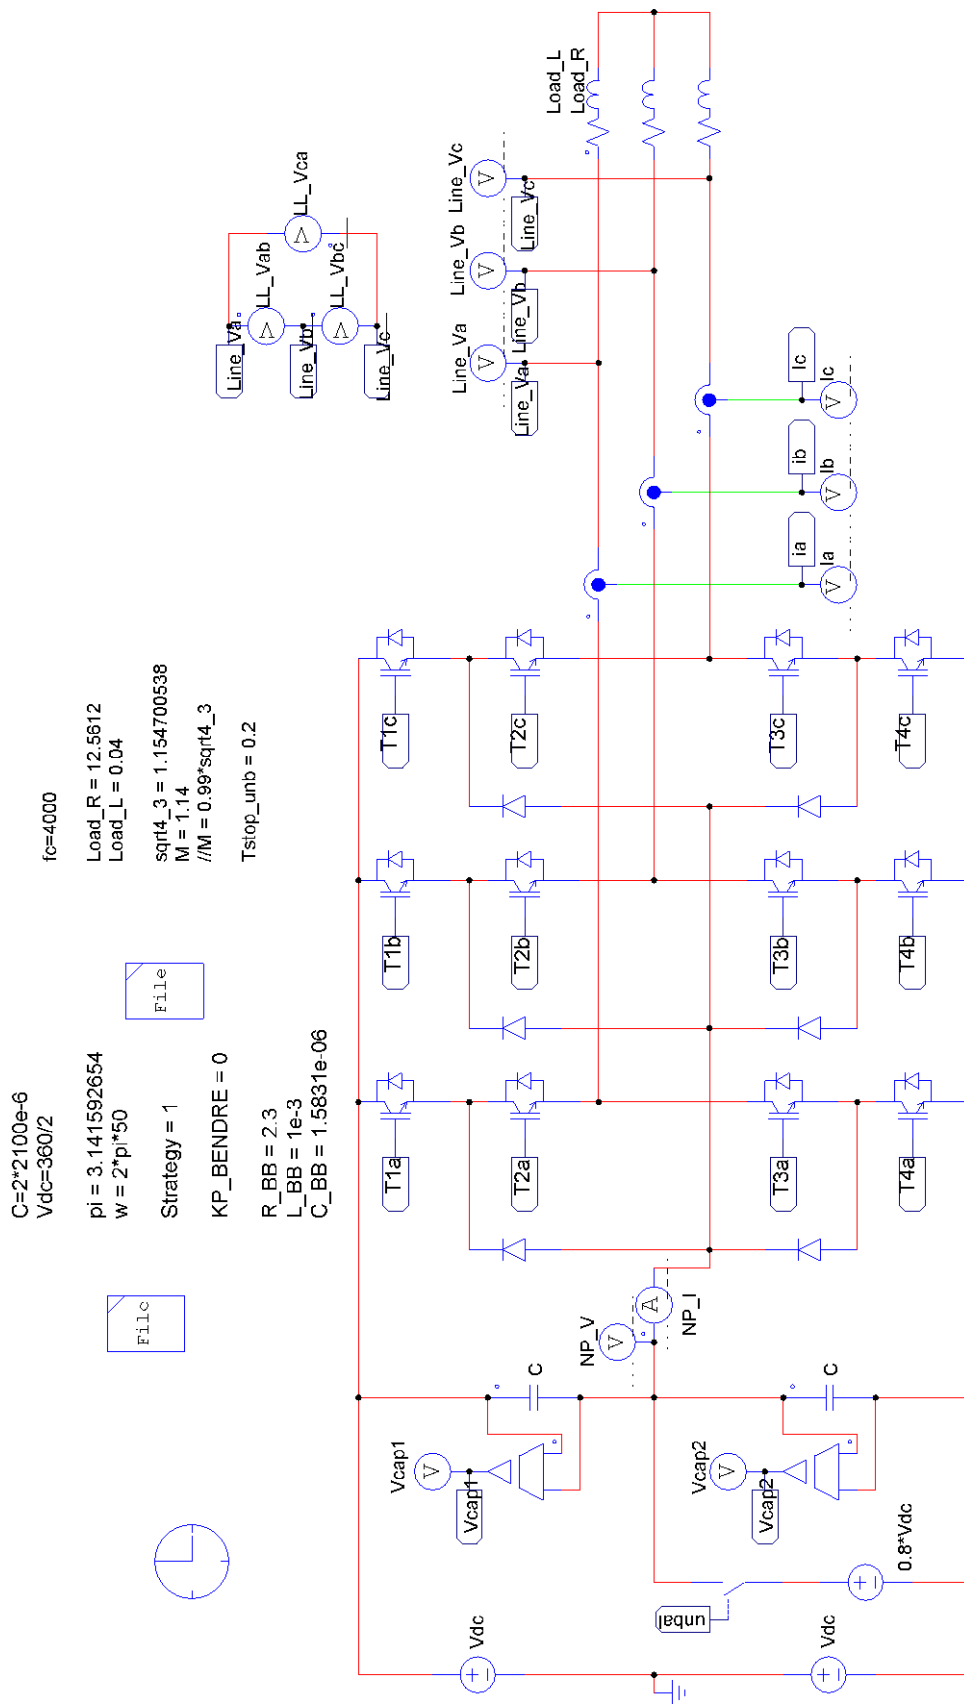 C=2*2100e-6
Vdc=360/2
pi = 3.141592654
w = 2*pi*50
Strategy = 1
KP_BENDRE = 0
R_BB = 2.3
L_BB = 1e-3
C_BB = 1.5831e-06
File
File
fc=4000
Load_R = 12.5612
Load_L = 0.04
sqrt4_3 = 1.154700538
M = 1.14
//M = 0.99*sqrt4_3
Tstop_unb = 0.2
Line_Va
Line_Vb
Line_Vc
LL_Vab
LL_Vbc
LL_Vca
V
V
V
Vdc
Vdc
unbal
0.8*Vdc
Vcap1
V
Vcap1
C
Vcap2
V
Vcap2
C
NP_V
V
A
NP_I
T1a
T2a
T3a
T4a
T1b
T2b
T3b
T4b
T1c
T2c
T3c
T4c
ia
ib
Ic
V
V
V
Ia
Ib
Ic
Line_Va
Line_Vb
Line_Vc
V
V
V
Line_Va
Line_Vb
Line_Vc
Load_L
Load_R